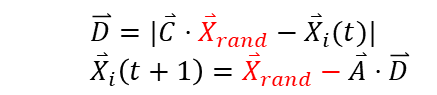 D⃗ = |C⃗ · X⃗_rand − X⃗_i(t)|
X⃗_i(t + 1) = X⃗_rand − A⃗ · D⃗